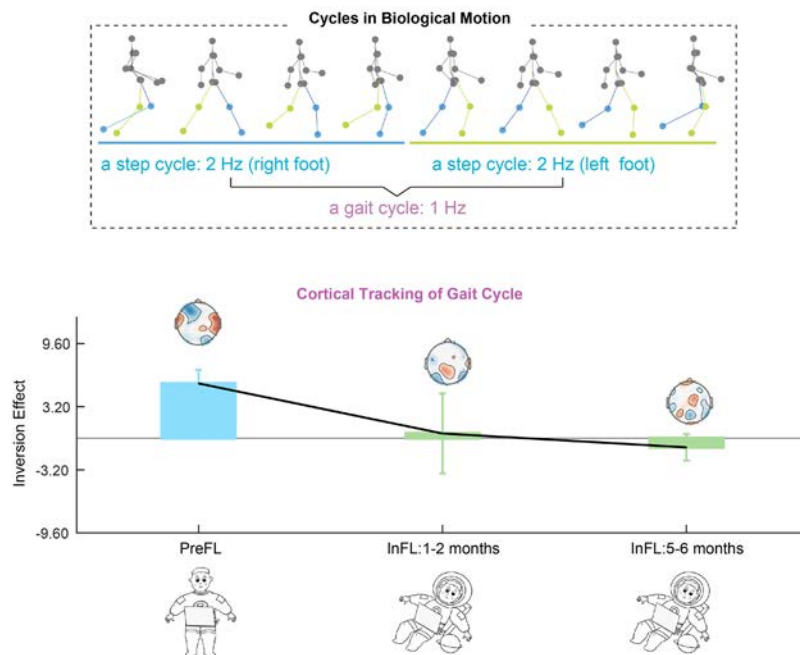 Cycles in Biological Motion
a step cycle: 2 Hz (right foot)
a step cycle: 2 Hz (left foot)
a gait cycle: 1 Hz
Cortical Tracking of Gait Cycle
Inversion Effect
9.60
3.20
-3.20
-9.60
PreFL
InFL:1-2 months
InFL:5-6 months